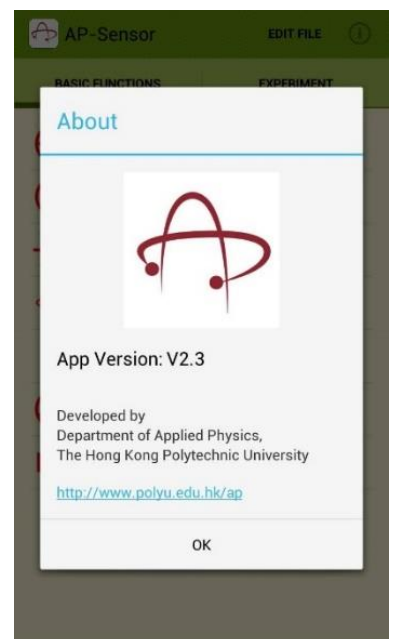 AP-Sensor
EDIT FILE
BASIC FUNCTIONS
EXPERIMENT
About
App Version: V2.3
Developed by
Department of Applied Physics,
The Hong Kong Polytechnic University
http://www.polyu.edu.hk/ap
OK